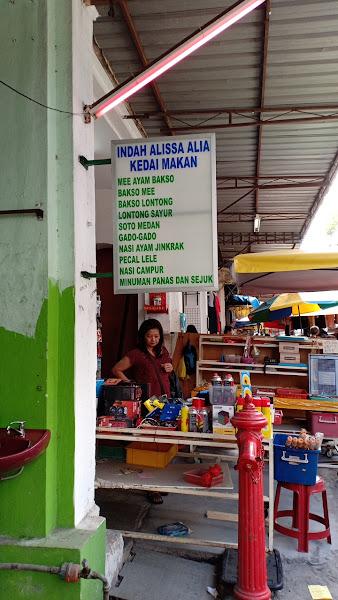 INDAH ALISSA ALIA
KEDAI MAKAN
MEE AYAM BAKSO
BAKSO MEE
BAKSO LONTONG
LONTONG SAYUR
SOTO MEDAN
GADO-GADO
NASI AYAM JINKRAK
PECAL LELE
NASI CAMPUR
MINUMAN PANAS DAN SEJUK